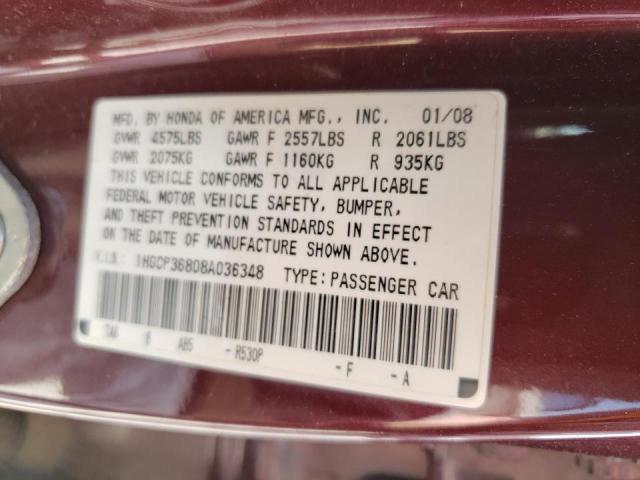 MFD. BY HONDA OF AMERICA MFG., INC. 01/08
GVWR 4575LBS GAWR F 2557LBS R 2061LBS
GVWR 2075KG GAWR F 1160KG R 935KG
THIS VEHICLE CONFORMS TO ALL APPLICABLE
FEDERAL MOTOR VEHICLE SAFETY, BUMPER,
AND THEFT PREVENTION STANDARDS IN EFFECT
ON THE DATE OF MANUFACTURE SHOWN ABOVE.
V.I.N.: 1HGCP36808A036348 TYPE: PASSENGER CAR
TA0 B AB5 - R530P - F - A